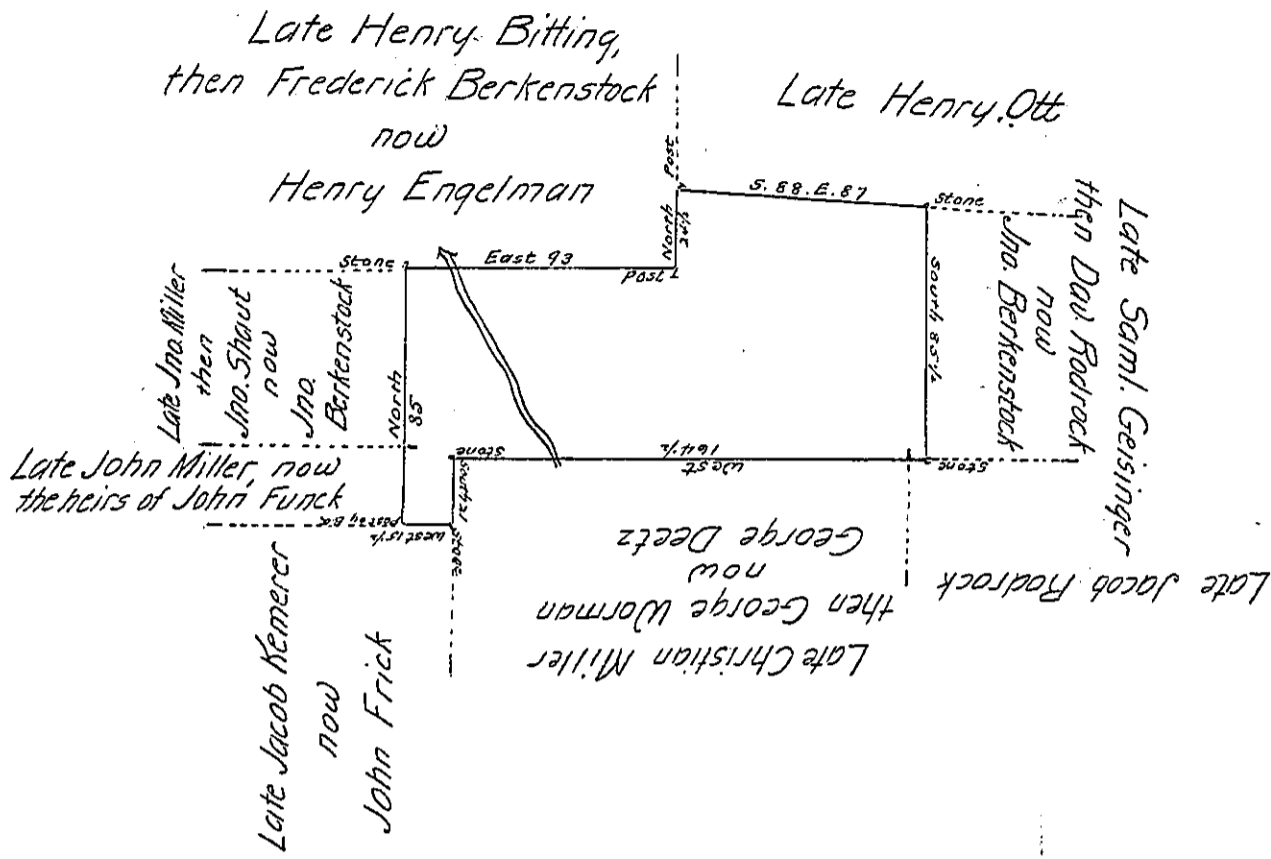 Late Henry Bitting,
then Frederick Berkenstock
now
Henry Engelman
Late Henry Ott
Post
North
24½
S. 88. E. 87
Stone
Late Saml. Geisinger
then Dav. Rodrock
now
Jno. Berkenstock
South 85½
Stone
East 93
Post
Stone
Late Jno. Miller
then
Jno. Shaut
now
Jno.
Berkenstock
North
85
Stone
West
164½
Late John Miller, now
the heirs of John Funck
South 21
Stone
West 15½
Late Jacob Kemerer
now
John Frick
Late Christian Miller
then George Worman
now
George Deetz
Late Jacob Rodrock